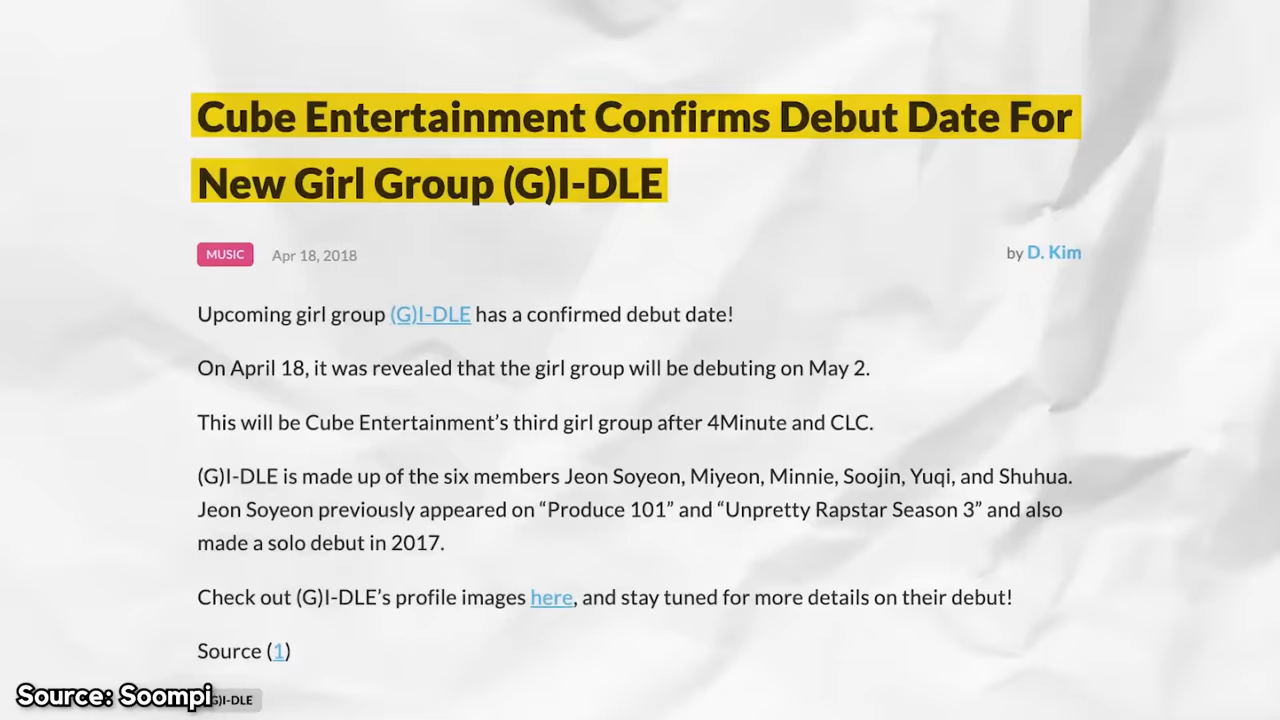 Cube Entertainment Confirms Debut Date For
New Girl Group (G)I-DLE
MUSIC Apr 18, 2018 by D. Kim
Upcoming girl group (G)I-DLE has a confirmed debut date!
On April 18, it was revealed that the girl group will be debuting on May 2.
This will be Cube Entertainment’s third girl group after 4Minute and CLC.
(G)I-DLE is made up of the six members Jeon Soyeon, Miyeon, Minnie, Soojin, Yuqi, and Shuhua.
Jeon Soyeon previously appeared on “Produce 101” and “Unpretty Rapstar Season 3” and also
made a solo debut in 2017.
Check out (G)I-DLE’s profile images here, and stay tuned for more details on their debut!
Source (1)
Source: Soompi
G)I-DLE